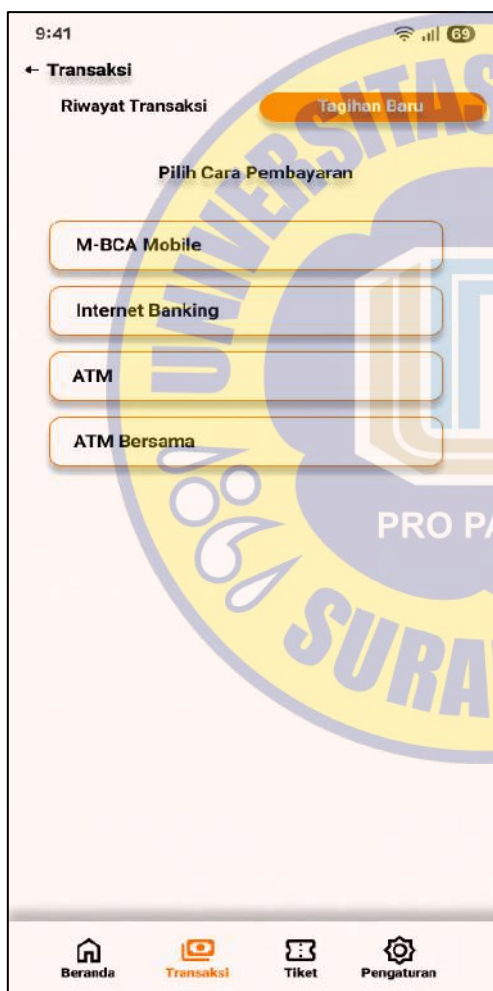 9:41
69
← Transaksi
Riwayat Transaksi
Tagihan Baru
Pilih Cara Pembayaran
M-BCA Mobile
Internet Banking
ATM
ATM Bersama
UNIVERSITAS
PRO PA
SURA
Beranda
Transaksi
Tiket
Pengaturan